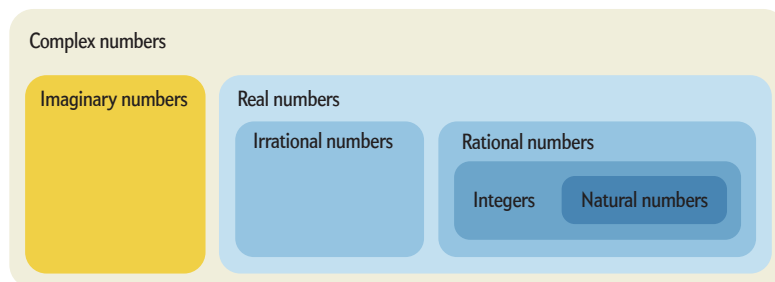 Complex numbers
Imaginary numbers
Real numbers
Irrational numbers
Rational numbers
Integers
Natural numbers